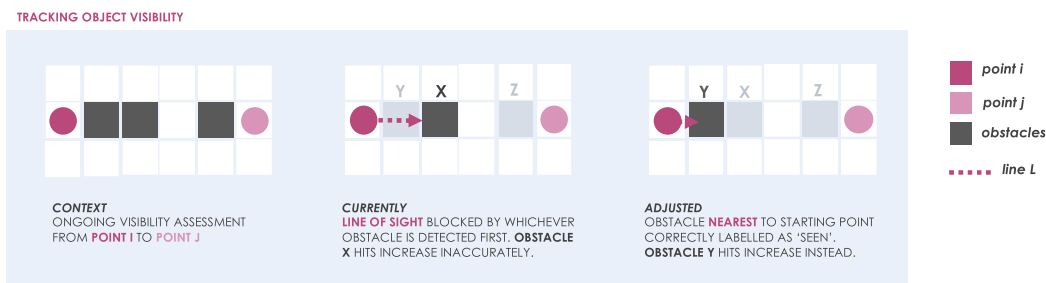 TRACKING OBJECT VISIBILITY
Y X Z
Y X Z
CONTEXT
ONGOING VISIBILITY ASSESSMENT
FROM POINT I TO POINT J
CURRENTLY
LINE OF SIGHT BLOCKED BY WHICHEVER
OBSTACLE IS DETECTED FIRST. OBSTACLE
X HITS INCREASE INACCURATELY.
ADJUSTED
OBSTACLE NEAREST TO STARTING POINT
CORRECTLY LABELLED AS ‘SEEN’.
OBSTACLE Y HITS INCREASE INSTEAD.
point i
point j
obstacles
line L